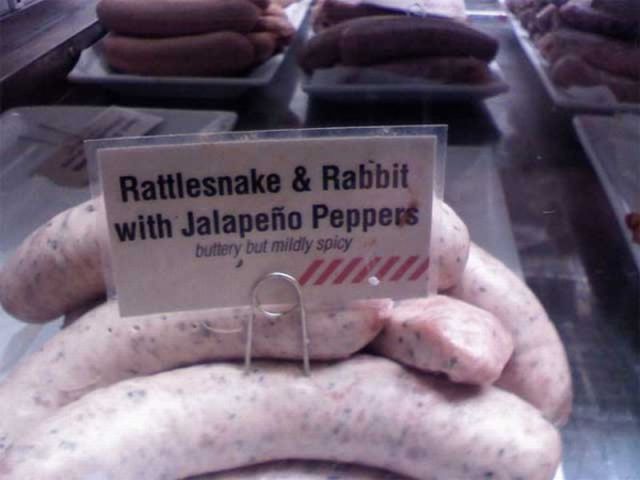 Rattlesnake & Rabbit
with Jalapeño Peppers
buttery but mildly spicy